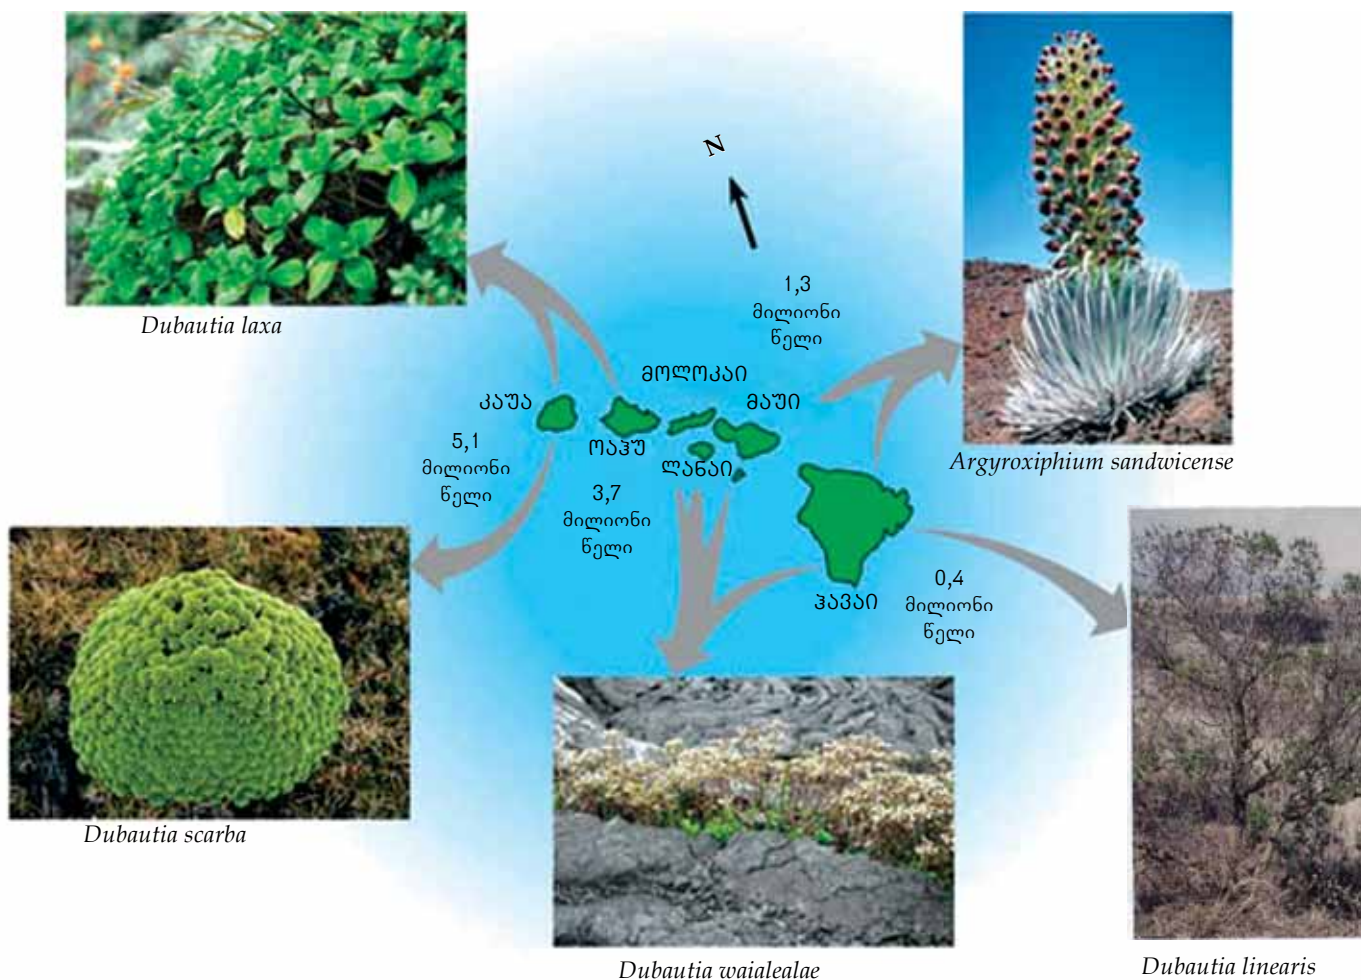 N
1,3
მილიონი
წელი
Dubautia laxa
მოლოკაი
კაუა
მაუი
ოაჰუ
ლანაი
5,1
მილიონი
წელი
Argyroxiphium sandwicense
3,7
მილიონი
წელი
ჰავაი
0,4
მილიონი
წელი
Dubautia scarba
Dubautia waialealae
Dubautia linearis